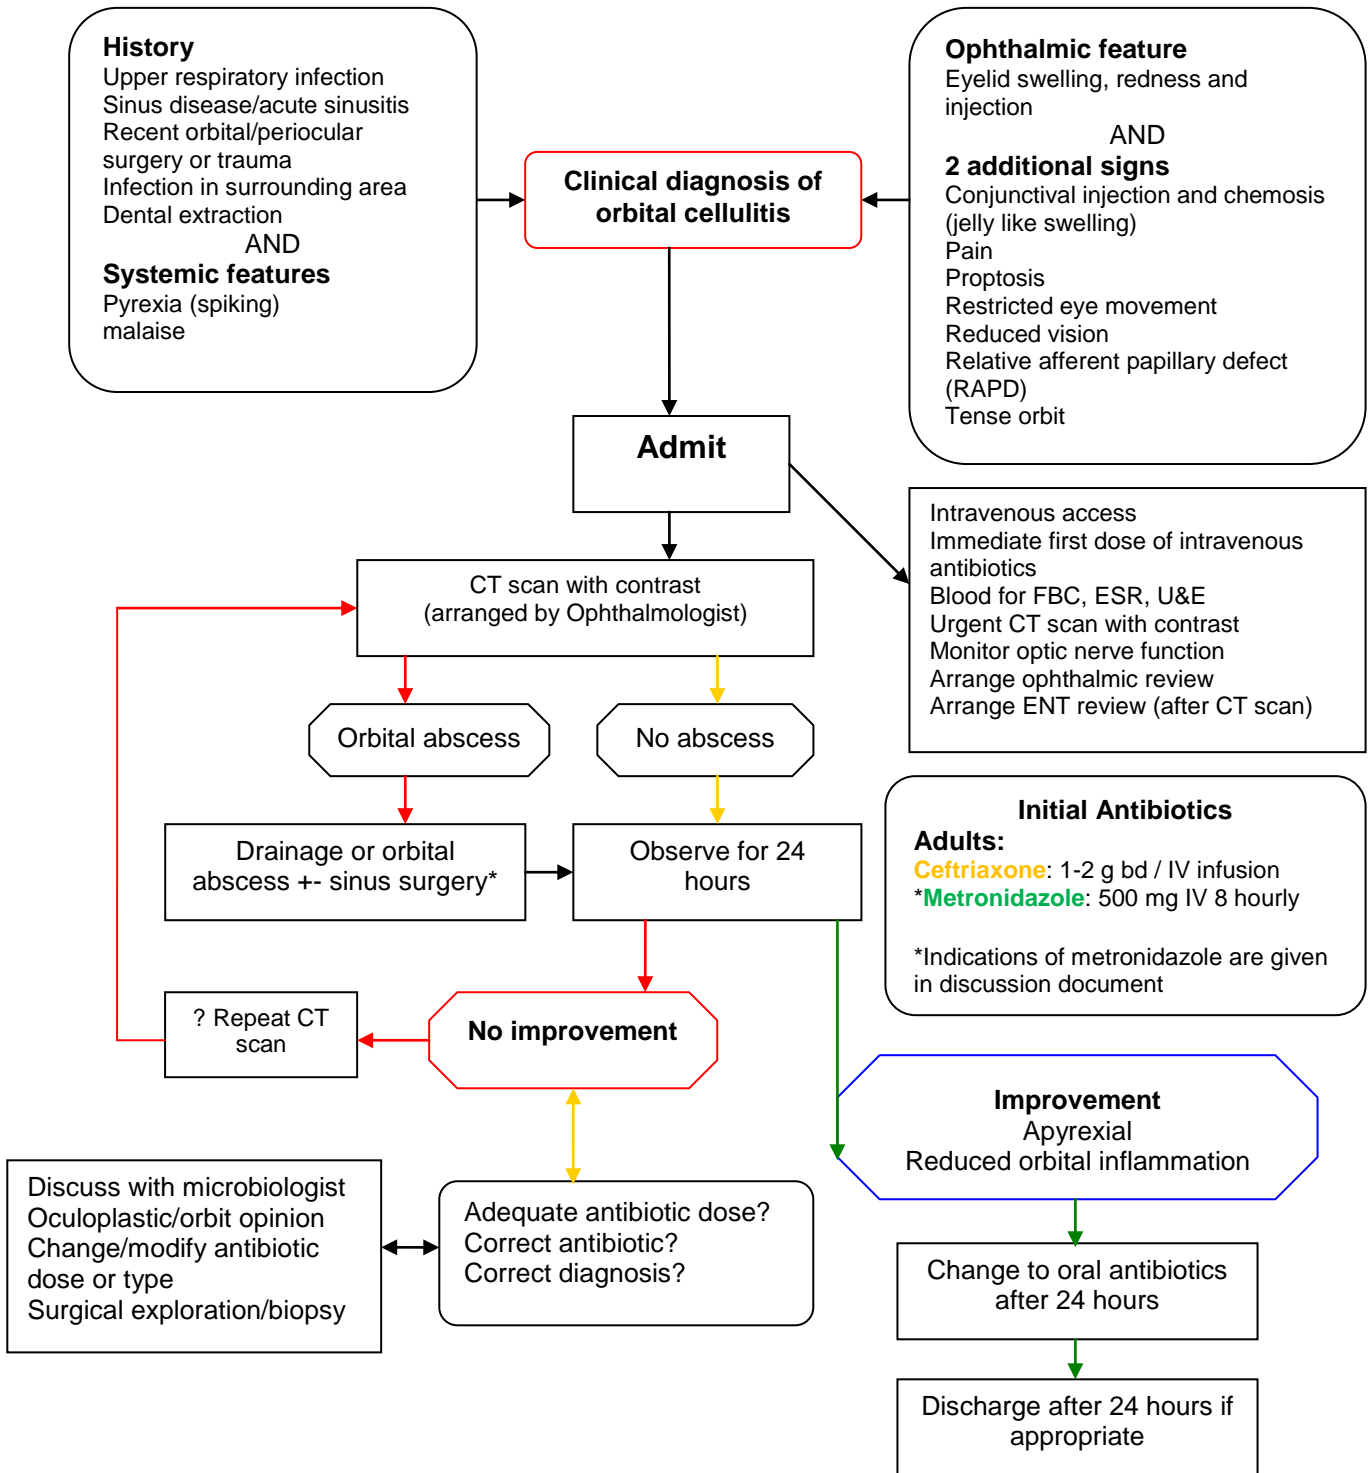 History
Upper respiratory infection
Sinus disease/acute sinusitis
Recent orbital/periocular
surgery or trauma
Infection in surrounding area
Dental extraction
AND
Systemic features
Pyrexia (spiking)
malaise
Clinical diagnosis of
orbital cellulitis
Ophthalmic feature
Eyelid swelling, redness and
injection
AND
2 additional signs
Conjunctival injection and chemosis
(jelly like swelling)
Pain
Proptosis
Restricted eye movement
Reduced vision
Relative afferent papillary defect
(RAPD)
Tense orbit
Admit
Intravenous access
Immediate first dose of intravenous
antibiotics
Blood for FBC, ESR, U&E
Urgent CT scan with contrast
Monitor optic nerve function
Arrange ophthalmic review
Arrange ENT review (after CT scan)
CT scan with contrast
(arranged by Ophthalmologist)
Orbital abscess
No abscess
Drainage or orbital
abscess +- sinus surgery*
Observe for 24
hours
Initial Antibiotics
Adults:
Ceftriaxone: 1-2 g bd / IV infusion
*Metronidazole: 500 mg IV 8 hourly
*Indications of metronidazole are given
in discussion document
? Repeat CT
scan
No improvement
Improvement
Apyrexial
Reduced orbital inflammation
Discuss with microbiologist
Oculoplastic/orbit opinion
Change/modify antibiotic
dose or type
Surgical exploration/biopsy
Adequate antibiotic dose?
Correct antibiotic?
Correct diagnosis?
Change to oral antibiotics
after 24 hours
Discharge after 24 hours if
appropriate